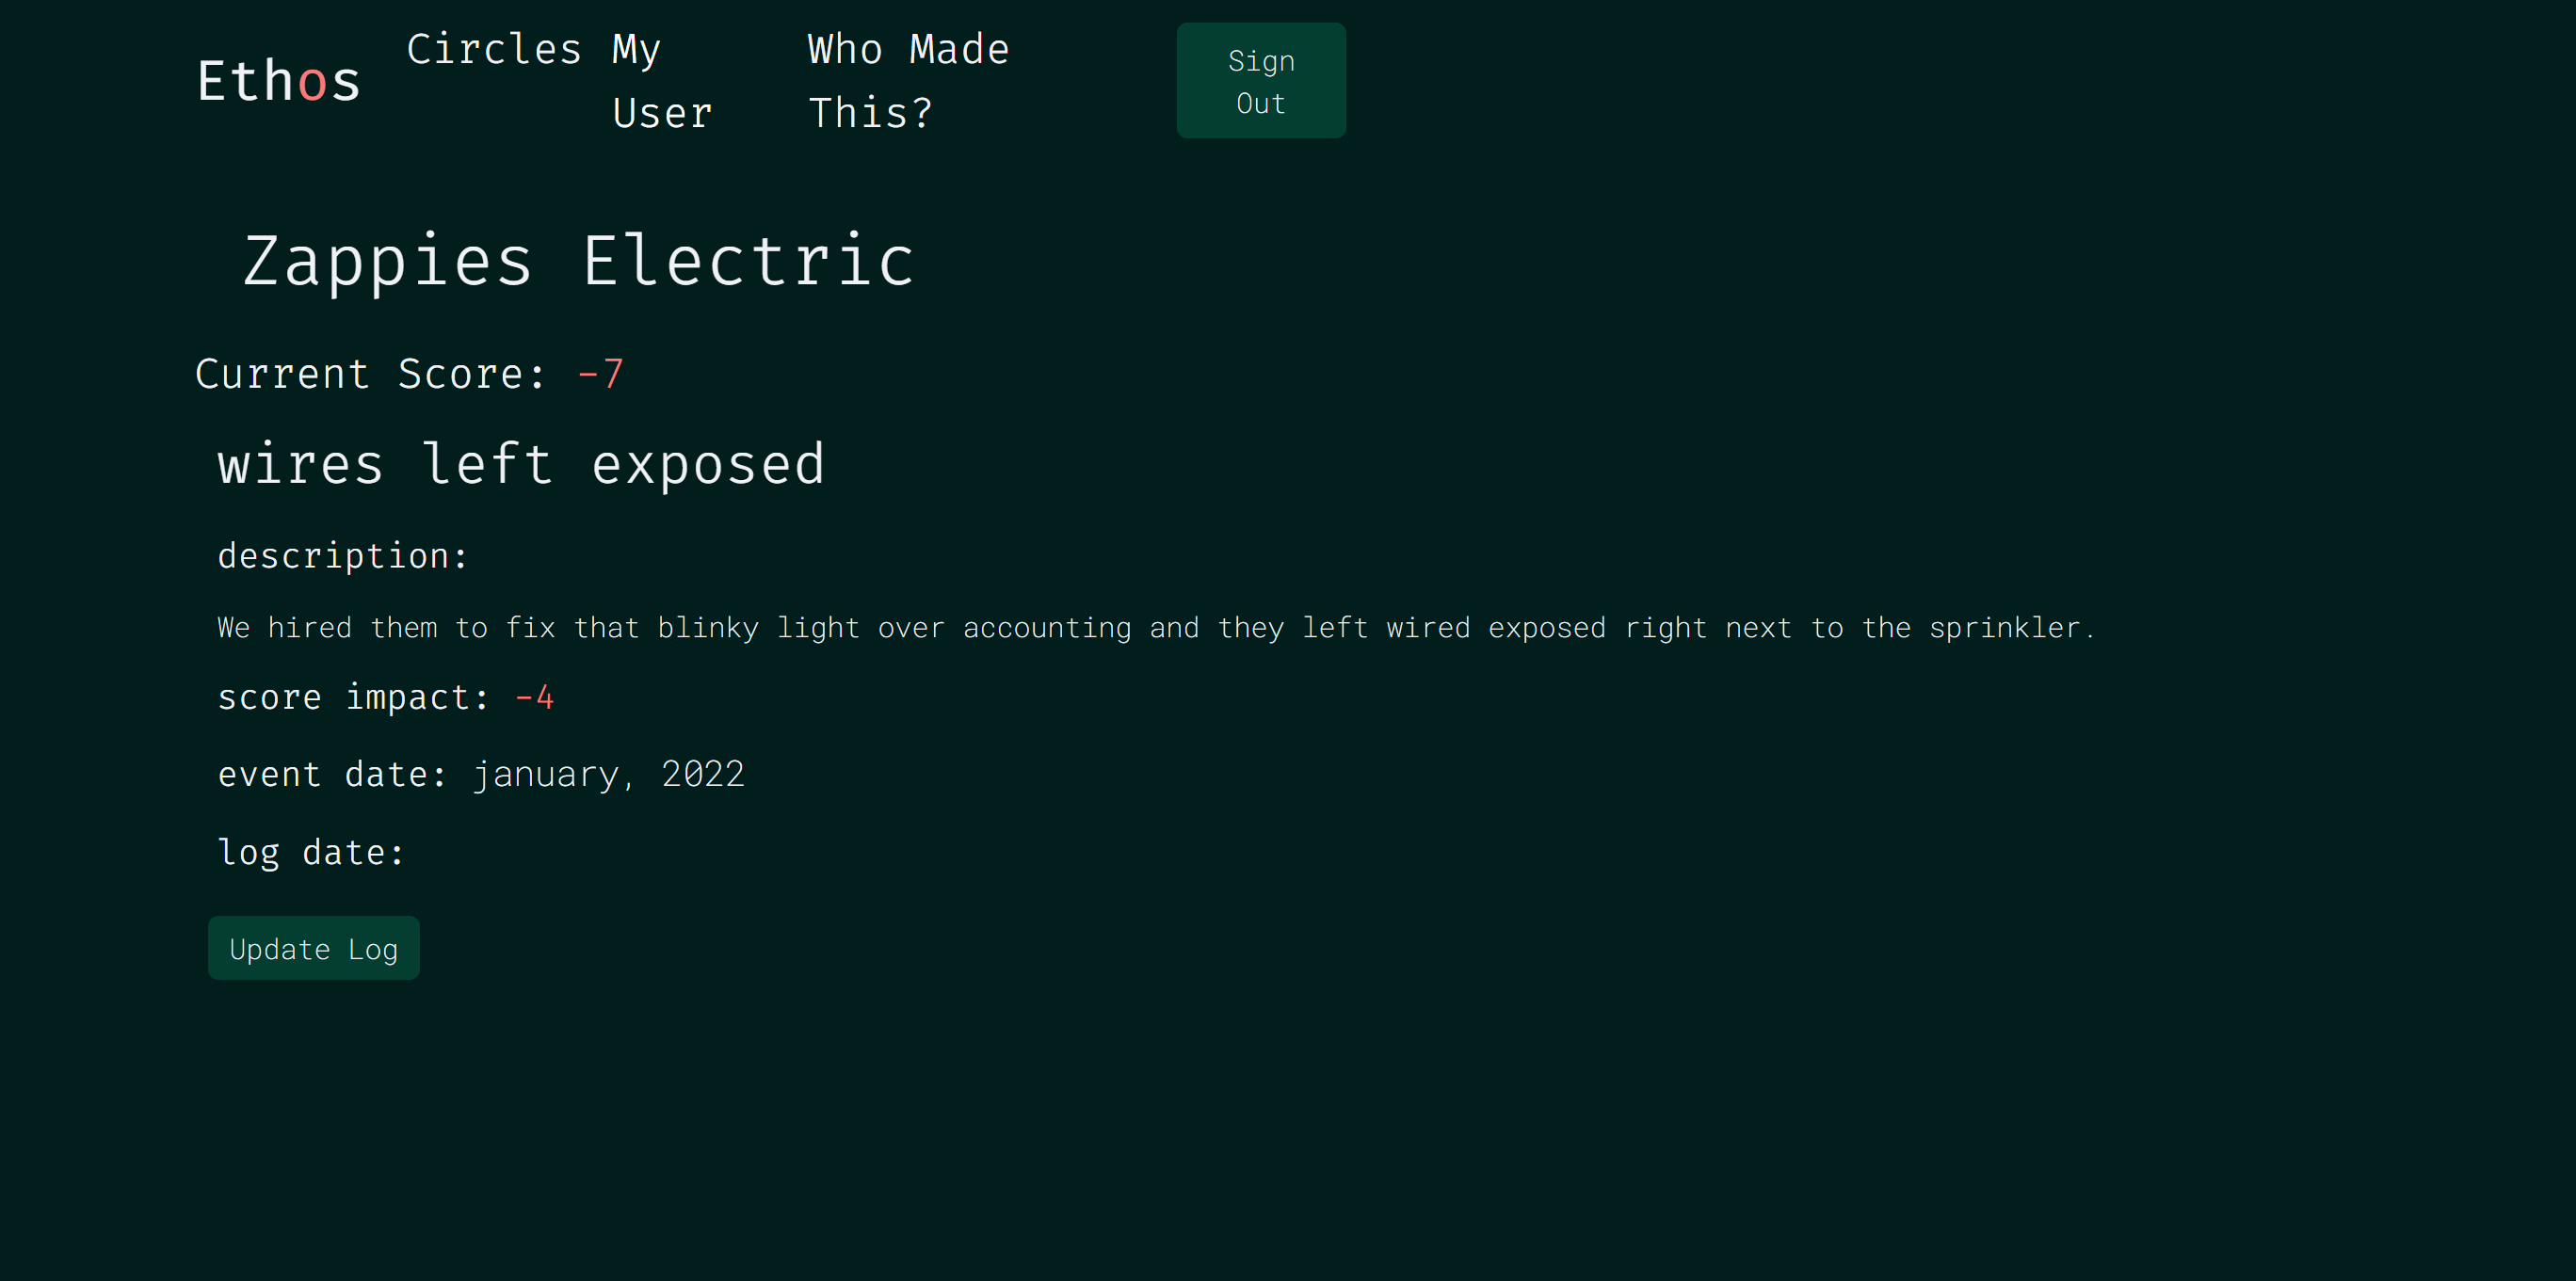 Ethos
Circles
My
User
Who Made
This?
Sign
Out
Zappies Electric
Current Score: -7
wires left exposed
description:
We hired them to fix that blinky light over accounting and they left wired exposed right next to the sprinkler.
score impact: -4
event date: january, 2022
log date:
Update Log